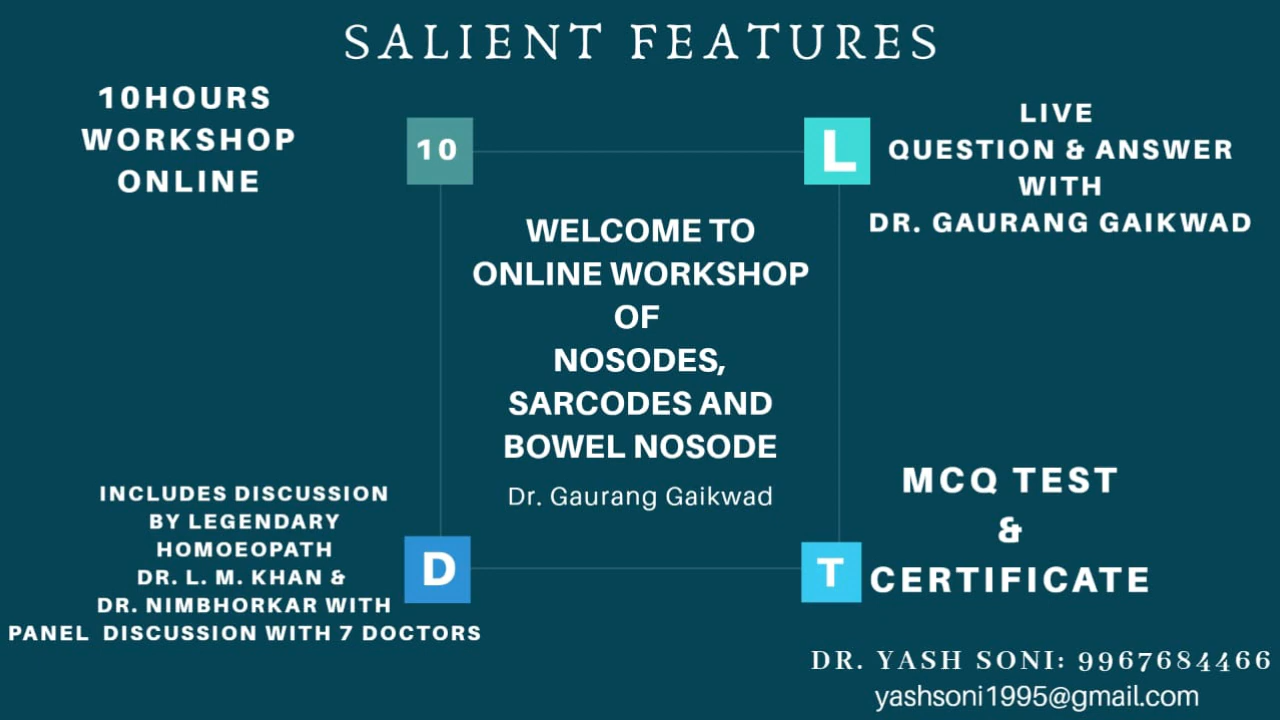 SALIENT FEATURES
10HOURS
WORKSHOP
ONLINE
10
L
LIVE
QUESTION & ANSWER
WITH
DR. GAURANG GAIKWAD
WELCOME TO
ONLINE WORKSHOP
OF
NOSODES,
SARCODES AND
BOWEL NOSODE
Dr. Gaurang Gaikwad
INCLUDES DISCUSSION
BY LEGENDARY
HOMOEOPATH
DR. L. M. KHAN &
DR. NIMBHORKAR WITH
PANEL DISCUSSION WITH 7 DOCTORS
D
T
MCQ TEST
&
CERTIFICATE
DR. YASH SONI: 9967684466
yashsoni1995@gmail.com